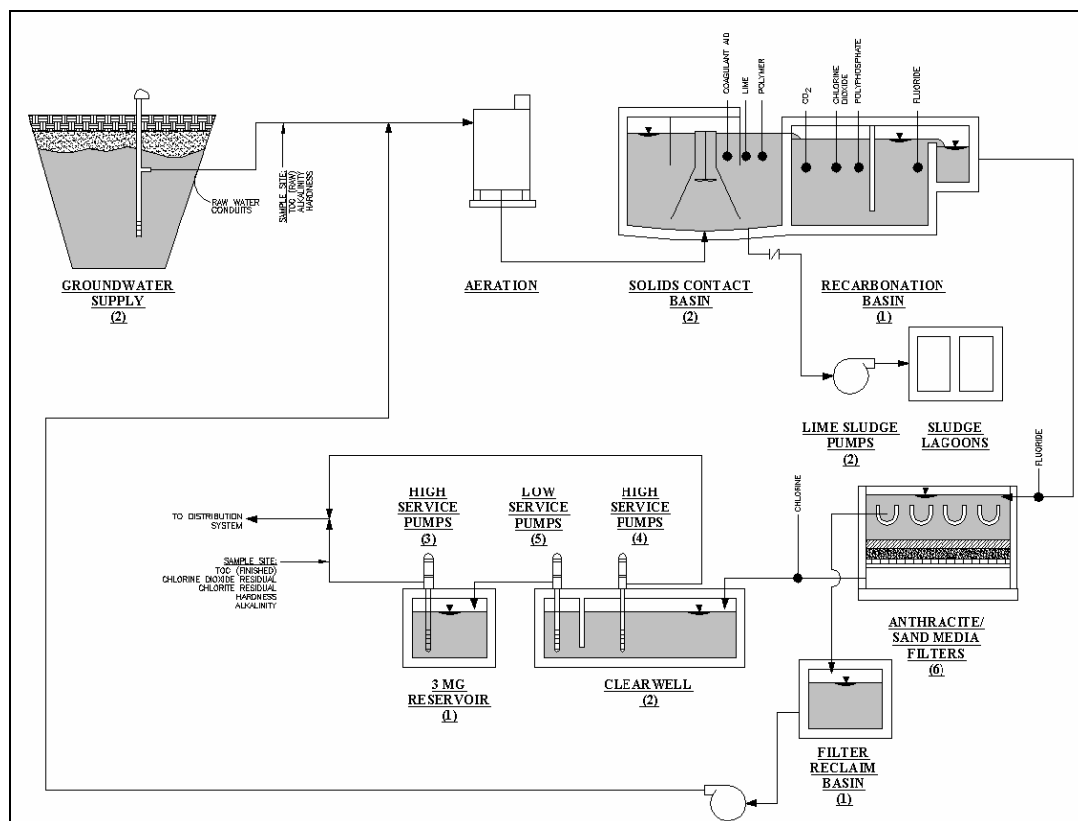 COAGULANT AID
LIME
POLYMER
CO2
CHLORINE
DIOXIDE
POLYPHOSPHATE
FLUORIDE
RAW WATER
CONDUITS
SAMPLE SITE:
TOC (RAW)
ALKALINITY
HARDNESS
GROUNDWATER
SUPPLY
(2)
AERATION
SOLIDS CONTACT
BASIN
(2)
RECARBONATION
BASIN
(1)
LIME SLUDGE
PUMPS
(2)
SLUDGE
LAGOONS
FLUORIDE
CHLORINE
HIGH
SERVICE
PUMPS
(3)
LOW
SERVICE
PUMPS
(5)
HIGH
SERVICE
PUMPS
(4)
TO DISTRIBUTION
SYSTEM
SAMPLE SITE:
TOC (FINISHED)
CHLORINE DIOXIDE RESIDUAL
CHLORITE RESIDUAL
HARDNESS
ALKALINITY
3 MG
RESERVOIR
(1)
CLEARWELL
(2)
ANTHRACITE/
SAND MEDIA
FILTERS
(6)
FILTER
RECLAIM
BASIN
(1)